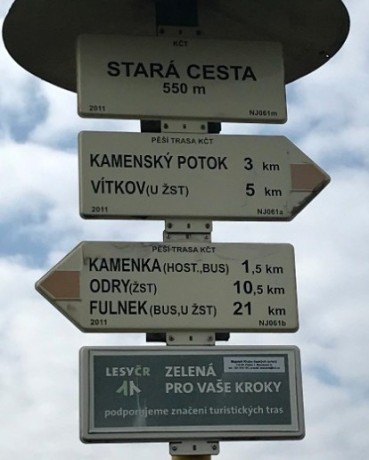 KČT
STARÁ CESTA
550 m
2011 NJ061m
PĚŠÍ TRASA KČT
KAMENSKÝ POTOK 3 km
VÍTKOV(U ŽST) 5 km
2011 NJ061a
PĚŠÍ TRASA KČT
KAMENKA(HOST.,BUS) 1,5 km
ODRY(ŽST) 10,5 km
FULNEK(BUS,U ŽST) 21 km
2011 NJ061b
LESYČR ZELENÁ
PRO VAŠE KROKY
podporujeme značení turistických tras